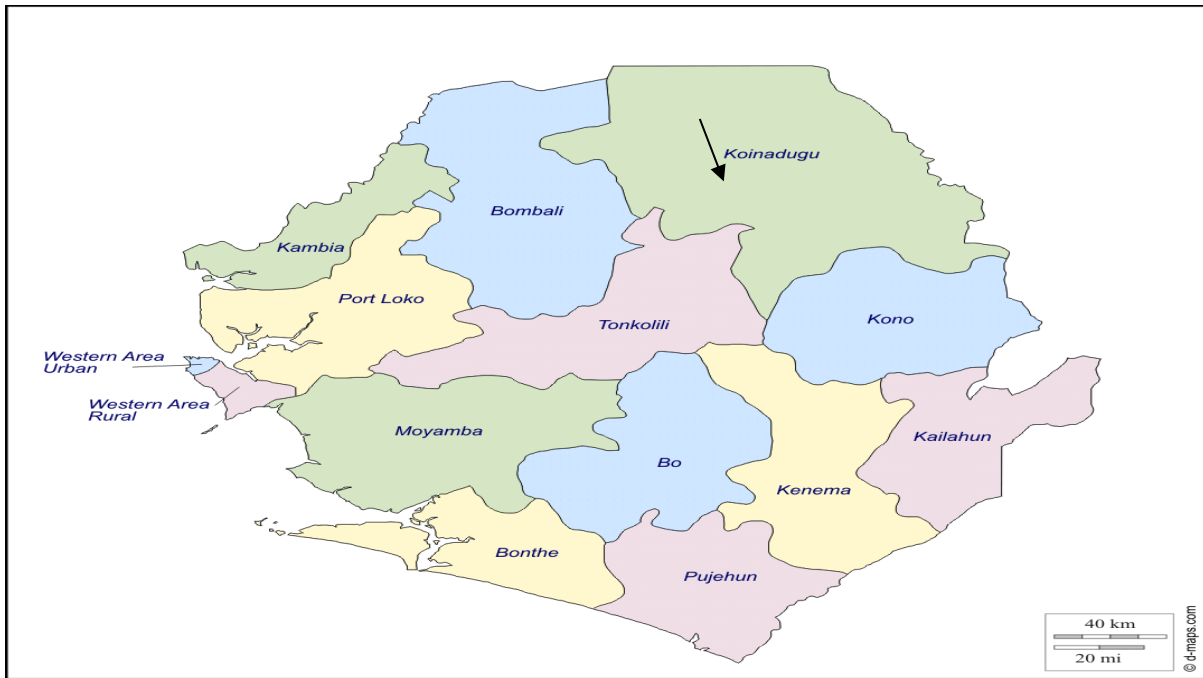 Koinadugu
Bombali
Kambia
Port Loko
Kono
Tonkolili
Western Area
Urban
Western Area
Rural
Moyamba
Kailahun
Bo
Kenema
Bonthe
Pujehun
40 km
20 mi
© d-maps.com